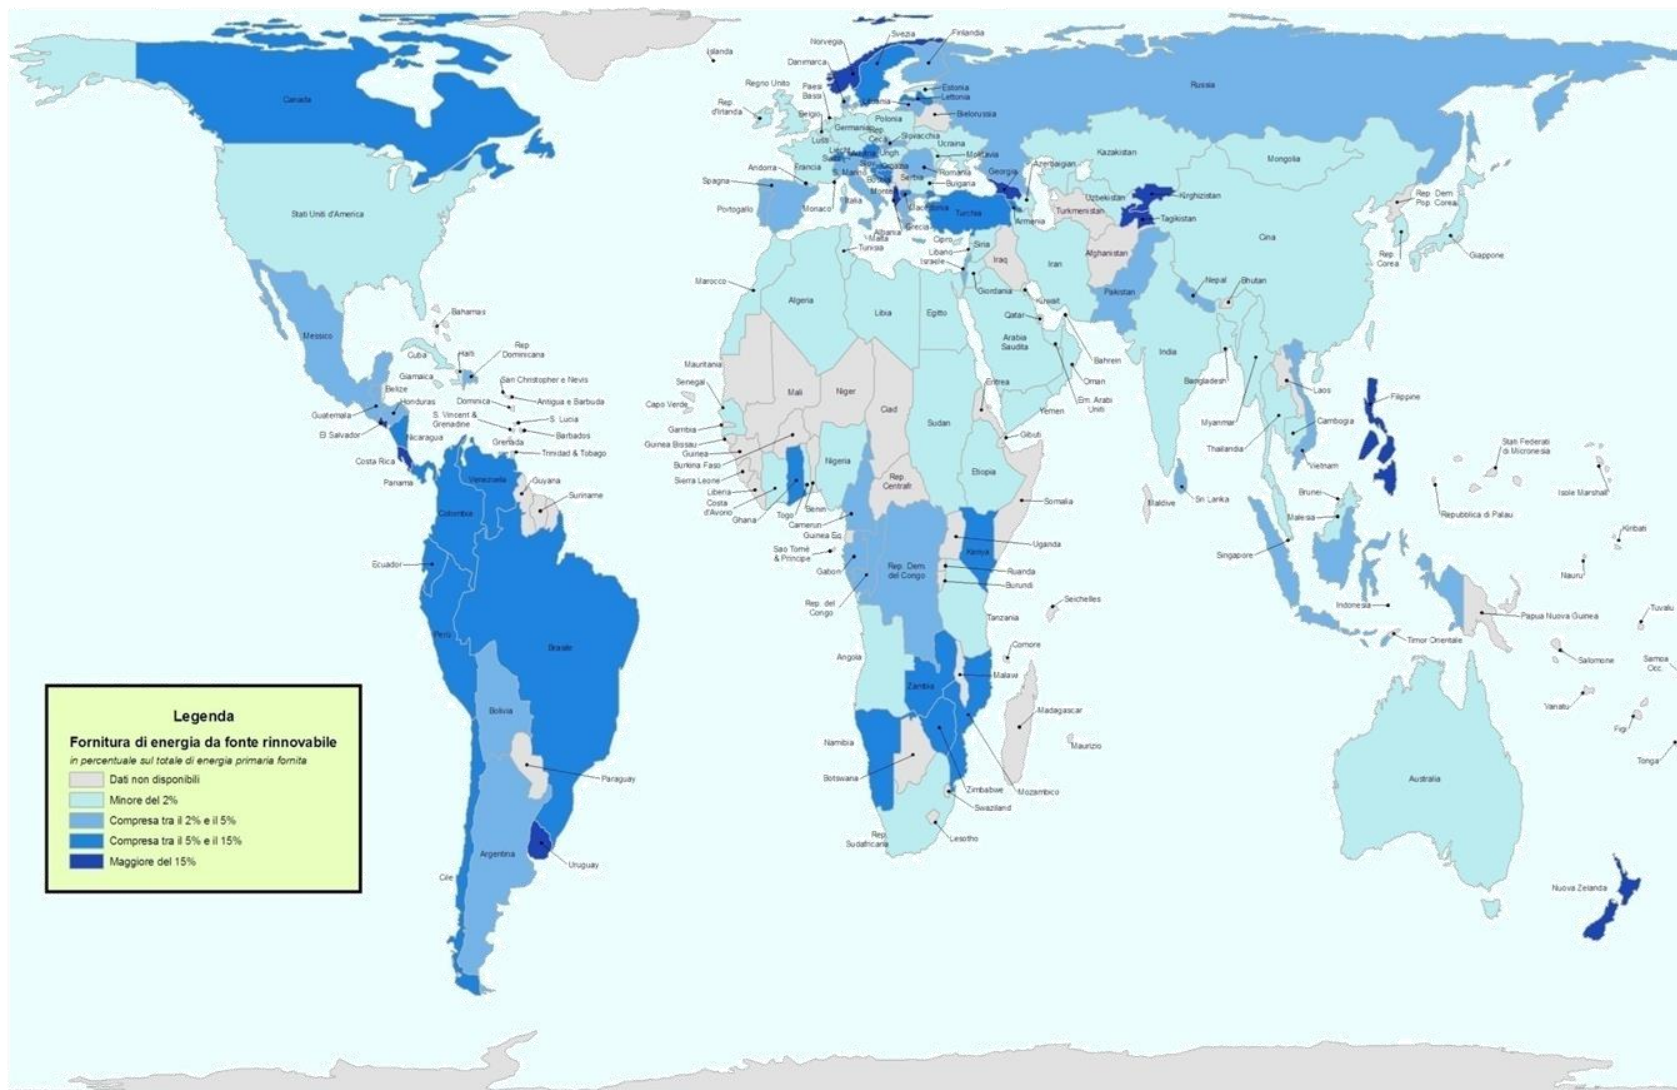 Islanda
Norvegia
Svezia
Finlandia
Danimarca
Regno Unito
Paesi
Bassi
Estonia
Lettonia
Lituania
Russia
Canada
Rep.
d'Irlanda
Belgio
Polonia
Bielorussia
Germania
Slovacchia
Ucraina
Moldavia
Kazakistan
Mongolia
Andorra
Francia
S. Marino
Serbia
Romania
Bulgaria
Georgia
Azerbaigian
Spagna
Portogallo
Monaco
Italia
Albania
Grecia
Macedonia
Turchia
Armenia
Uzbekistan
Kirghizistan
Turkmenistan
Tagikistan
Rep. Dem.
Pop. Corea
Stati Uniti d'America
Malta
Tunisia
Cipro
Libano
Israele
Siria
Iraq
Iran
Afghanistan
Cina
Rep.
Corea
Giappone
Marocco
Algeria
Libia
Egitto
Giordania
Kuwait
Pakistan
Nepal
Bhutan
Qatar
Arabia
Saudita
Bahrein
Oman
Em. Arabi
Uniti
Yemen
India
Bangladesh
Myanmar
Laos
Thailandia
Cambogia
Vietnam
Filippine
Messico
Bahamas
Cuba
Haiti
Rep.
Dominicana
Giamaica
Belize
Honduras
Guatemala
El Salvador
Nicaragua
Costa Rica
Panama
San Christopher e Nevis
Antigua e Barbuda
Dominica
S. Lucia
S. Vincent &
Grenadine
Barbados
Grenada
Trinidad & Tobago
Venezuela
Guyana
Suriname
Colombia
Ecuador
Perù
Brasile
Bolivia
Paraguay
Argentina
Uruguay
Cile
Mauritania
Senegal
Capo Verde
Gambia
Guinea Bissau
Guinea
Burkina Faso
Sierra Leone
Liberia
Costa
d'Avorio
Ghana
Togo
Benin
Mali
Niger
Ciad
Nigeria
Camerun
Guinea Eq
Sao Tomè
& Principe
Gabon
Rep. del
Congo
Rep.
Sudan
Eritrea
Gibuti
Etiopia
Somalia
Uganda
Kenya
Rep. Dem.
del Congo
Ruanda
Burundi
Tanzania
Seichelles
Comore
Angola
Zambia
Malawi
Madagascar
Maurizio
Namibia
Botswana
Zimbabwe
Mozambico
Swaziland
Lesotho
Rep.
Sudafricana
Maldive
Sri Lanka
Brunei
Malesia
Singapore
Indonesia
Timor Orientale
Papua Nuova Guinea
Stati Federati
di Micronesia
Isole Marshall
Repubblica di Palau
Kiribati
Nauru
Tuvalu
Salomone
Samoa
Occ.
Vanatu
Figi
Tonga
Australia
Nuova Zelanda
Legenda
Fornitura di energia da fonte rinnovabile
in percentuale sul totale di energia primaria fornita
Dati non disponibili
Minore del 2%
Compresa tra il 2% e il 5%
Compresa tra il 5% e il 15%
Maggiore del 15%